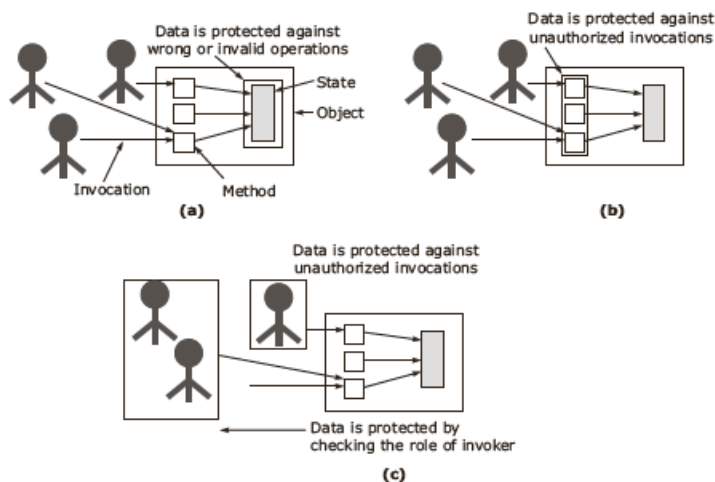 Data is protected against
wrong or invalid operations
State
Object
Invocation
Method
(a)
Data is protected against
unauthorized invocations
(b)
Data is protected against
unauthorized invocations
Data is protected by
checking the role of invoker
(c)